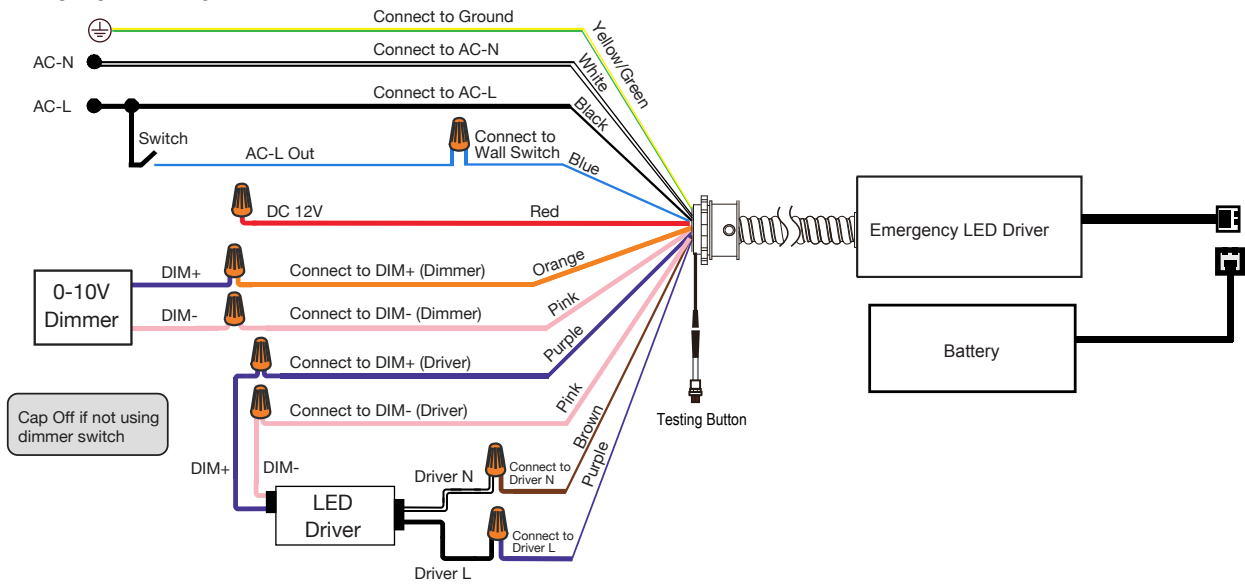 Connect to Ground
Yellow/Green
AC-N
Connect to AC-N
White
AC-L
Connect to AC-L
Black
Switch
AC-L Out
Connect to
Wall Switch
Blue
DC 12V
Red
Emergency LED Driver
DIM+
Connect to DIM+ (Dimmer)
Orange
0-10V
Dimmer
DIM-
Connect to DIM- (Dimmer)
Pink
Connect to DIM+ (Driver)
Purple
Battery
Cap Off if not using
dimmer switch
Connect to DIM- (Driver)
Pink
Testing Button
Brown
Purple
DIM+
DIM-
Driver N
Connect to
Driver N
LED
Driver
Connect to
Driver L
Driver L